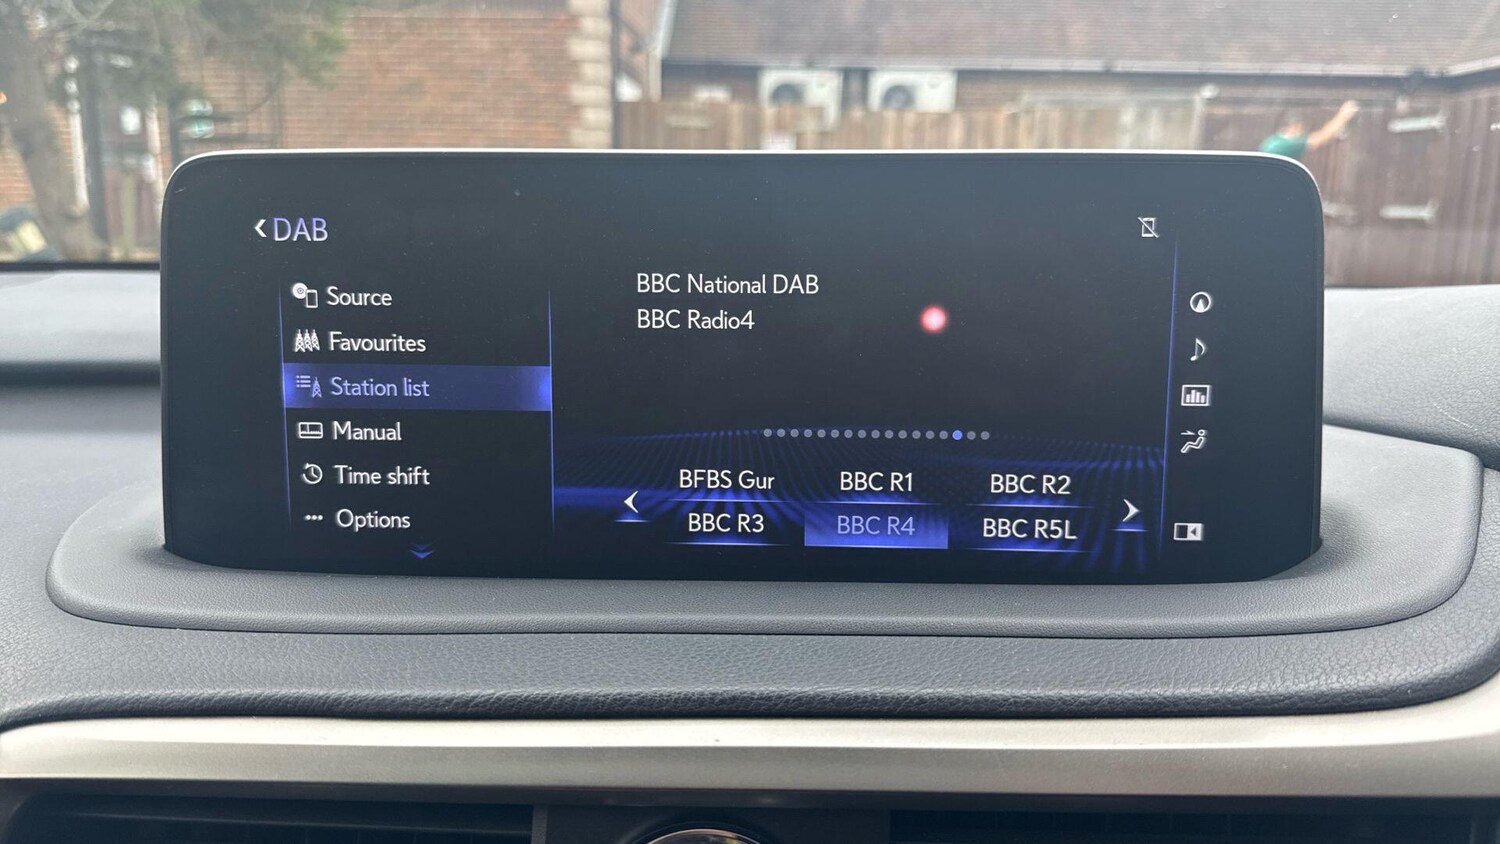 DAB
Source
Favourites
Station list
Manual
Time shift
Options
BBC National DAB
BBC Radio4
BFBS Gur BBC R1 BBC R2
BBC R3 BBC R4 BBC R5L